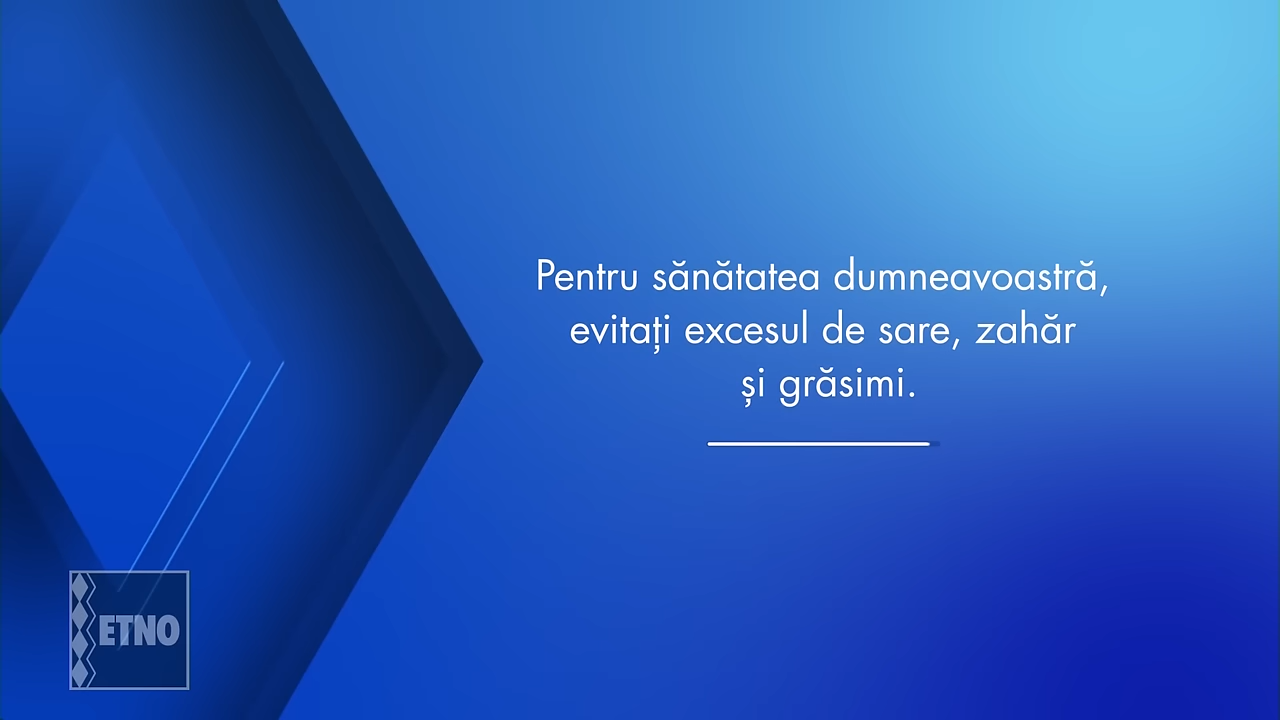 Pentru sănătatea dumneavoastră,
evitați excesul de sare, zahăr
și grăsimi.
ETNO